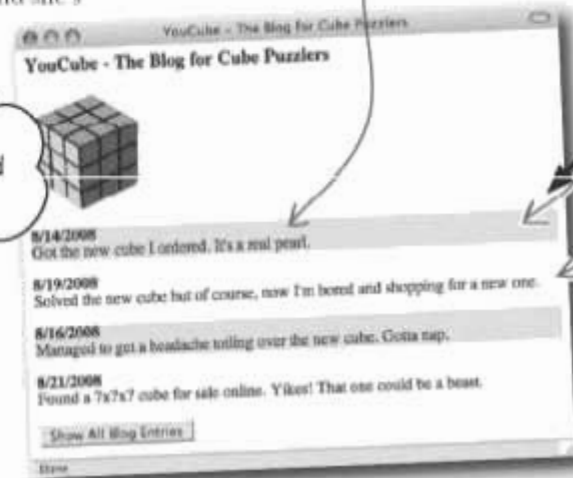 YouCube - The Blog for Cube Puzzlers
YouCube - The Blog for Cube Puzzlers
8/14/2008
Got the new cube I ordered. It's a real pearl.
8/19/2008
Solved the new cube but of course, now I'm bored and shopping for a new one.
8/16/2008
Managed to get a headache toiling over the new cube. Gotta nap.
8/21/2008
Found a 7x7x7 cube for sale online. Yikes! That one could be a beast.
Show All Blog Entries
Done